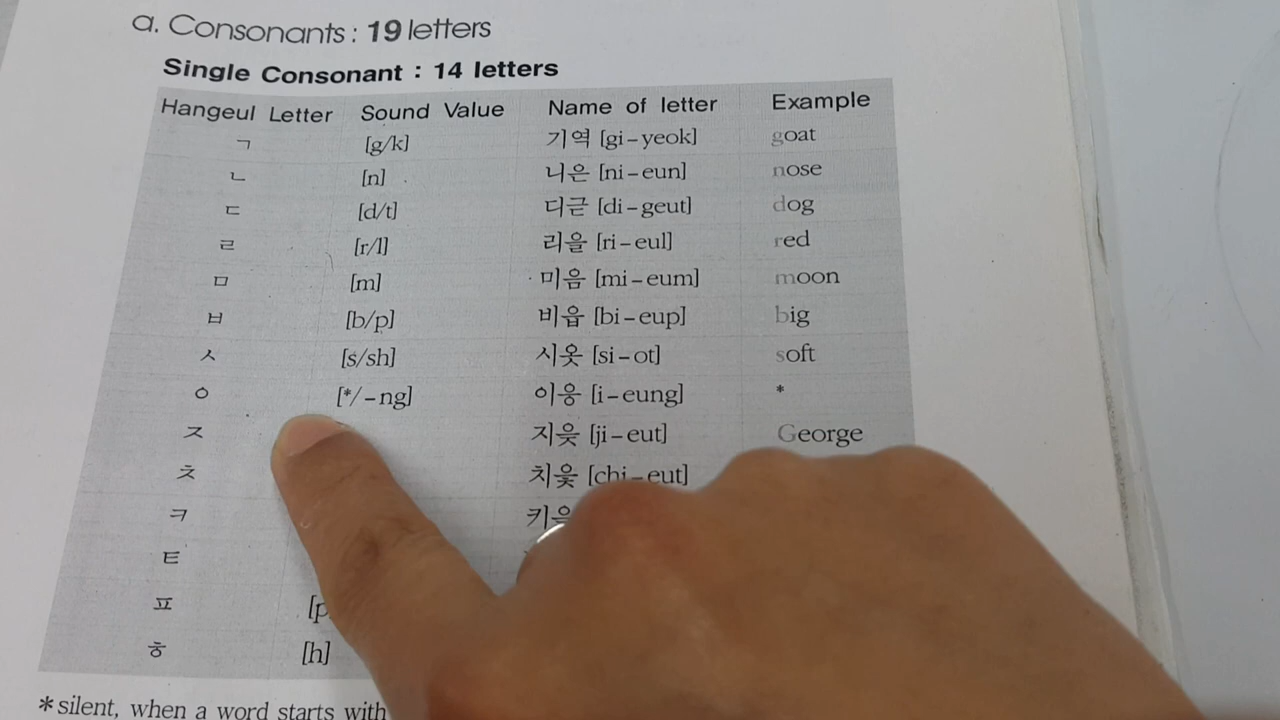 a. Consonants : 19 letters
Single Consonant : 14 letters
Hangeul Letter Sound Value Name of letter Example
ㄱ [g/k] 기역 [gi-yeok] goat
ㄴ [n] 니은 [ni-eun] nose
ㄷ [d/t] 디귿 [di-geut] dog
ㄹ [r/l] 리을 [ri-eul] red
ㅁ [m] 미음 [mi-eum] moon
ㅂ [b/p] 비읍 [bi-eup] big
ㅅ [s/sh] 시옷 [si-ot] soft
ㅇ [*/-ng] 이응 [i-eung] *
ㅈ 지읒 [ji-eut] George
ㅊ 치읓 [chi-eut]
ㅋ
ㅌ
ㅍ [p
ㅎ [h]
*silent, when a word starts with